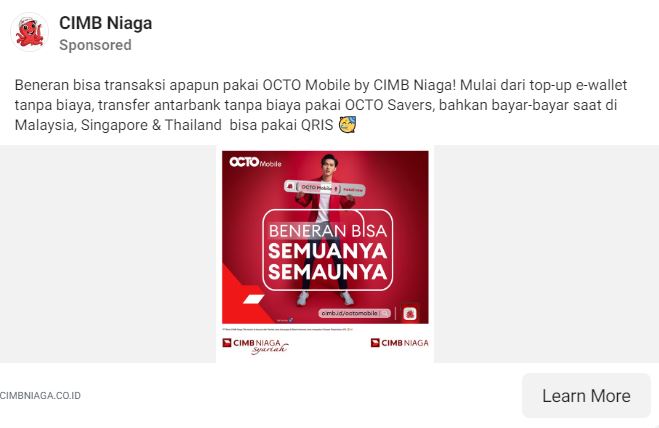 CIMB Niaga
Sponsored
Beneran bisa transaksi apapun pakai OCTO Mobile by CIMB Niaga! Mulai dari top-up e-wallet
tanpa biaya, transfer antarbank tanpa biaya pakai OCTO Savers, bahkan bayar-bayar saat di
Malaysia, Singapore & Thailand bisa pakai QRIS 🥳
OCTO Mobile
OCTO Mobile
BENERAN BISA
SEMUANYA
SEMAUNYA
cimb.id/octomobile
CIMB NIAGA
Syariah
CIMB NIAGA
CIMBNIAGA.CO.ID
Learn More